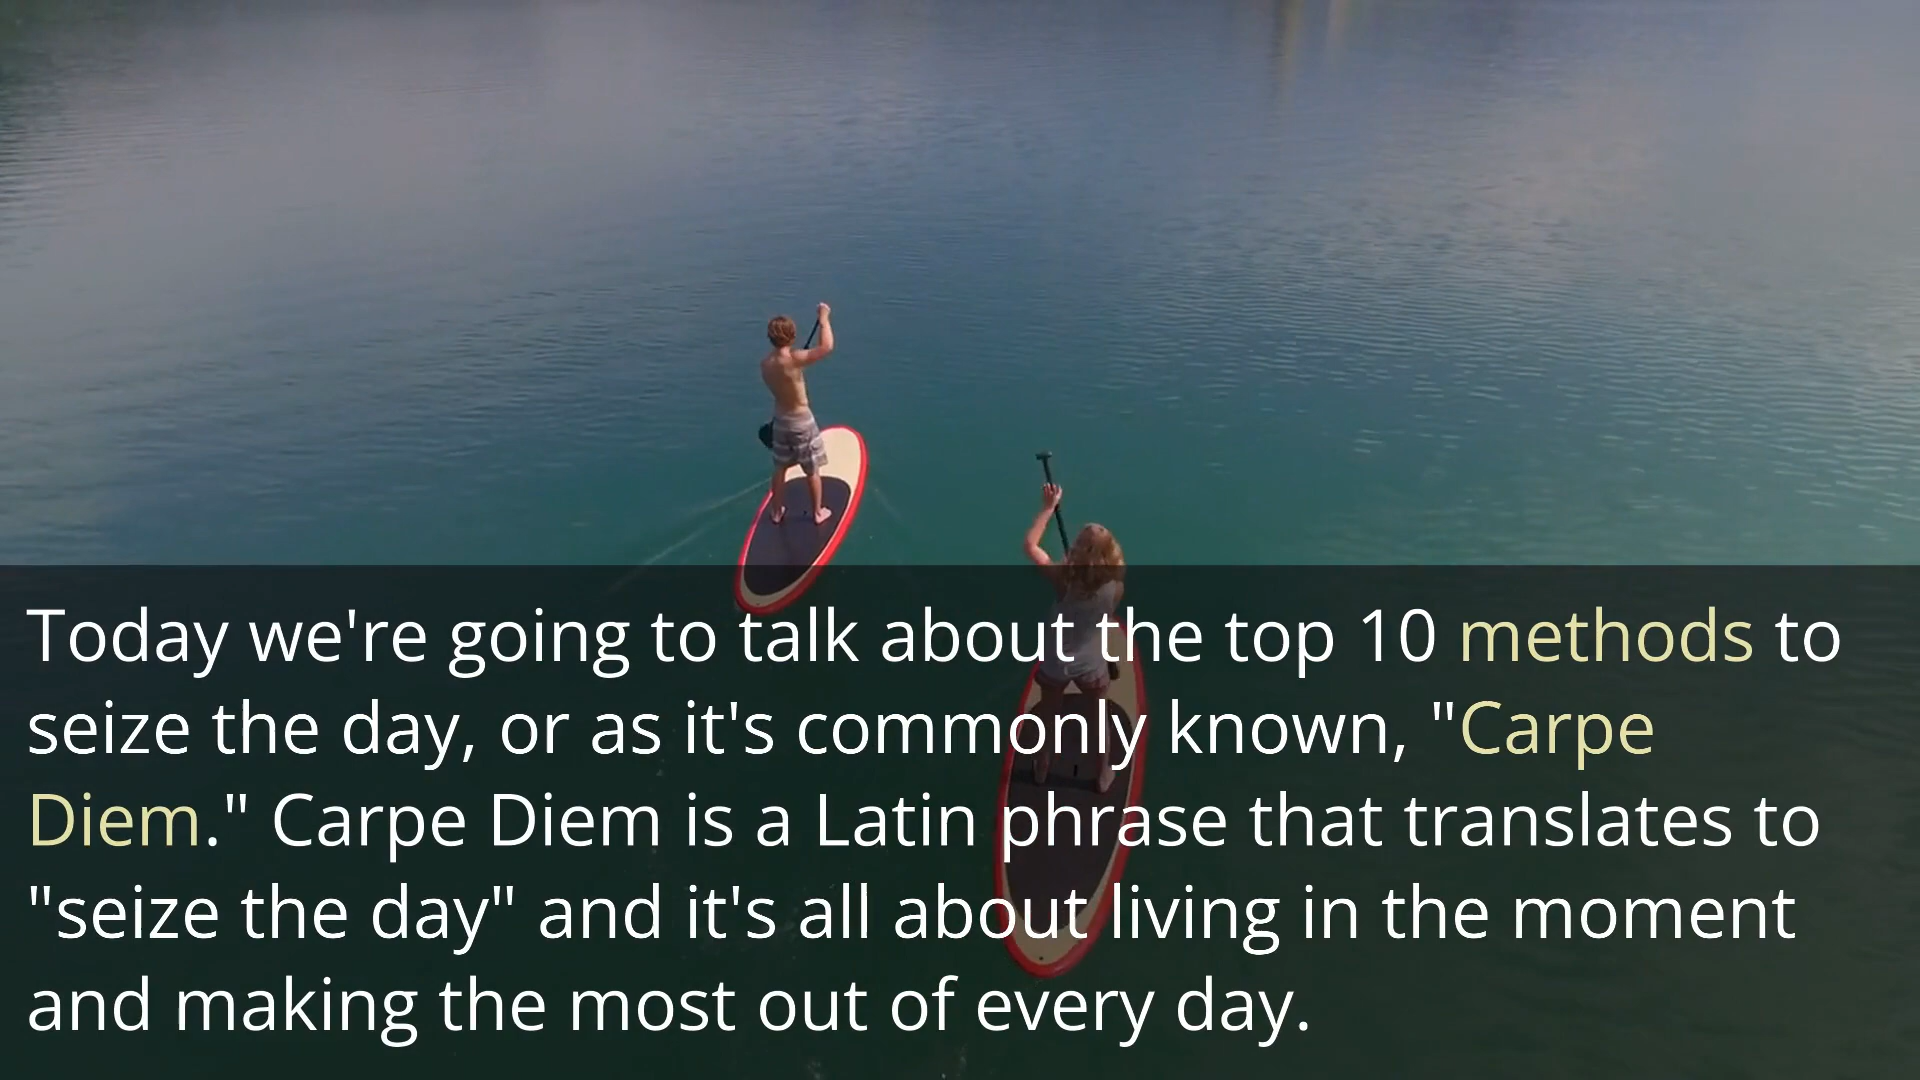 Today we're going to talk about the top 10 methods to
seize the day, or as it's commonly known, "Carpe
Diem." Carpe Diem is a Latin phrase that translates to
"seize the day" and it's all about living in the moment
and making the most out of every day.